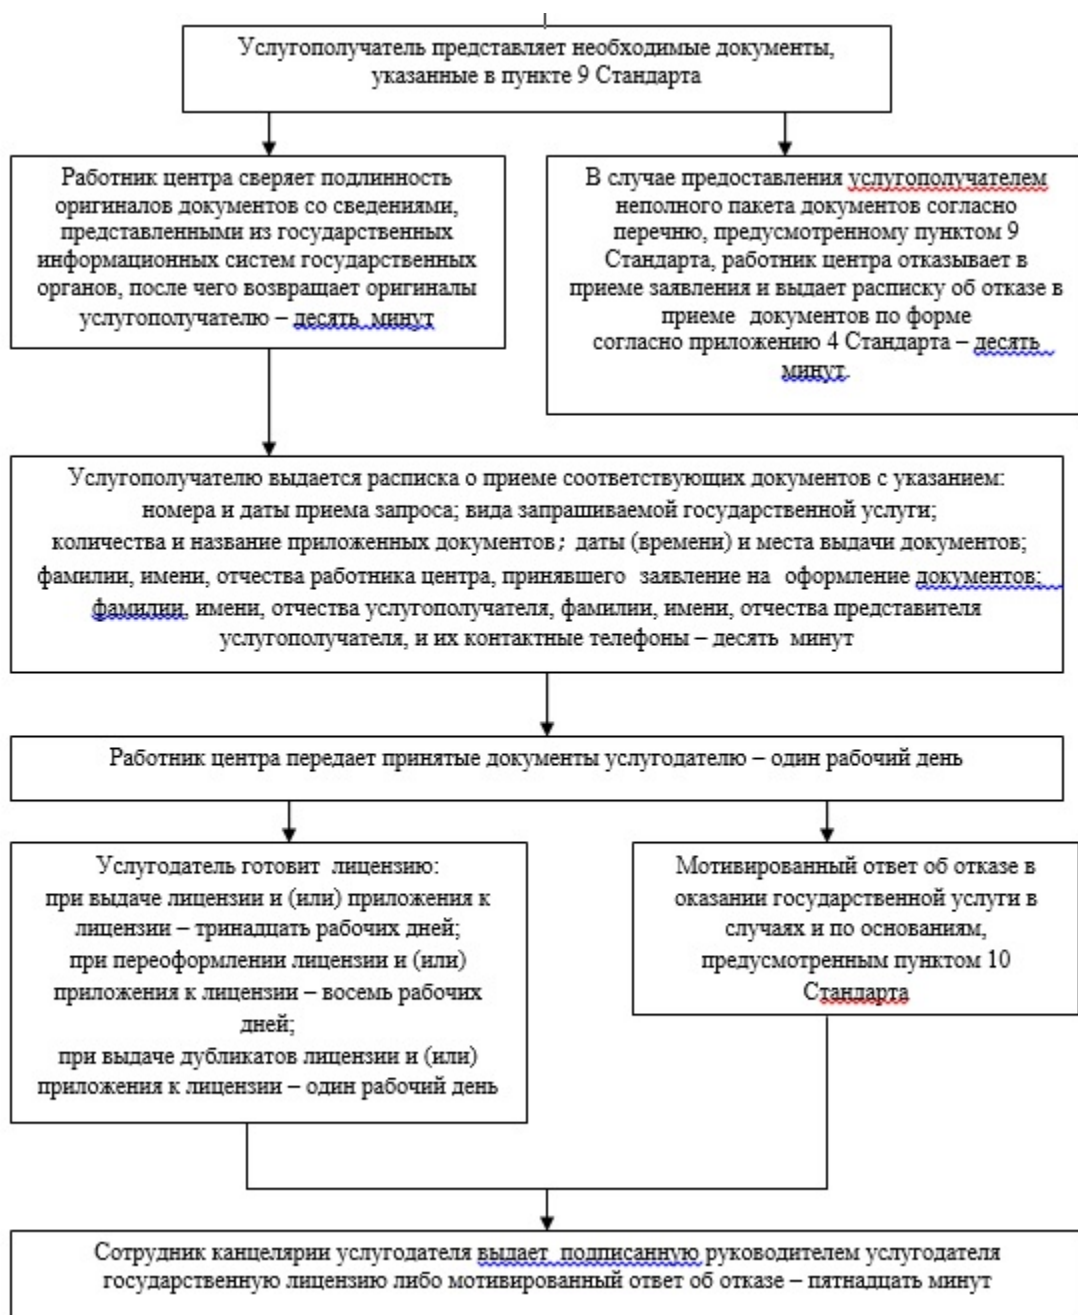 Услугополучатель представляет необходимые документы,
указанные в пункте 9 Стандарта
Работник центра сверяет подлинность
оригиналов документов со сведениями,
представленными из государственных
информационных систем государственных
органов, после чего возвращает оригиналы
услугополучателю – десять  минут
В случае предоставления услугополучателем
неполного пакета документов согласно
перечню, предусмотренному пунктом 9
Стандарта, работник центра отказывает в
приеме заявления и выдает расписку об отказе в
приеме  документов по форме
согласно приложению 4 Стандарта – десять
минут.
Услугополучателю выдается расписка о приеме соответствующих документов с указанием:
номера и даты приема запроса; вида запрашиваемой государственной услуги;
количества и название приложенных документов; даты (времени) и места выдачи документов;
фамилии, имени, отчества работника центра, принявшего  заявление на  оформление документов;
фамилии, имени, отчества услугополучателя, фамилии, имени, отчества представителя
услугополучателя, и их контактные телефоны – десять  минут
Работник центра передает принятые документы услугодателю – один рабочий день
Услугодатель готовит  лицензию:
при выдаче лицензии и (или) приложения к
лицензии – тринадцать рабочих дней;
при переоформлении лицензии и (или)
приложения к лицензии – восемь рабочих
дней;
при выдаче дубликатов лицензии и (или)
приложения к лицензии – один рабочий день
Мотивированный ответ об отказе в
оказании государственной услуги в
случаях и по основаниям,
предусмотренным пунктом 10
Стандарта
Сотрудник канцелярии услугодателя выдает  подписанную руководителем услугодателя
государственную лицензию либо мотивированный ответ об отказе – пятнадцать минут